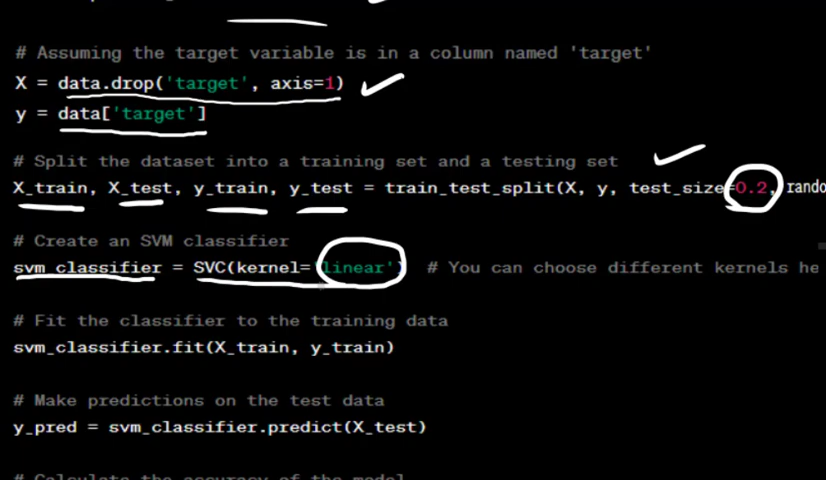 # Assuming the target variable is in a column named 'target'
X = data.drop('target', axis=1)
y = data['target']
# Split the dataset into a training set and a testing set
X_train, X_test, y_train, y_test = train_test_split(X, y, test_size=0.2, rando
# Create an SVM classifier
svm_classifier = SVC(kernel='linear') # You can choose different kernels he
# Fit the classifier to the training data
svm_classifier.fit(X_train, y_train)
# Make predictions on the test data
y_pred = svm_classifier.predict(X_test)
# Calculate the accuracy of the model